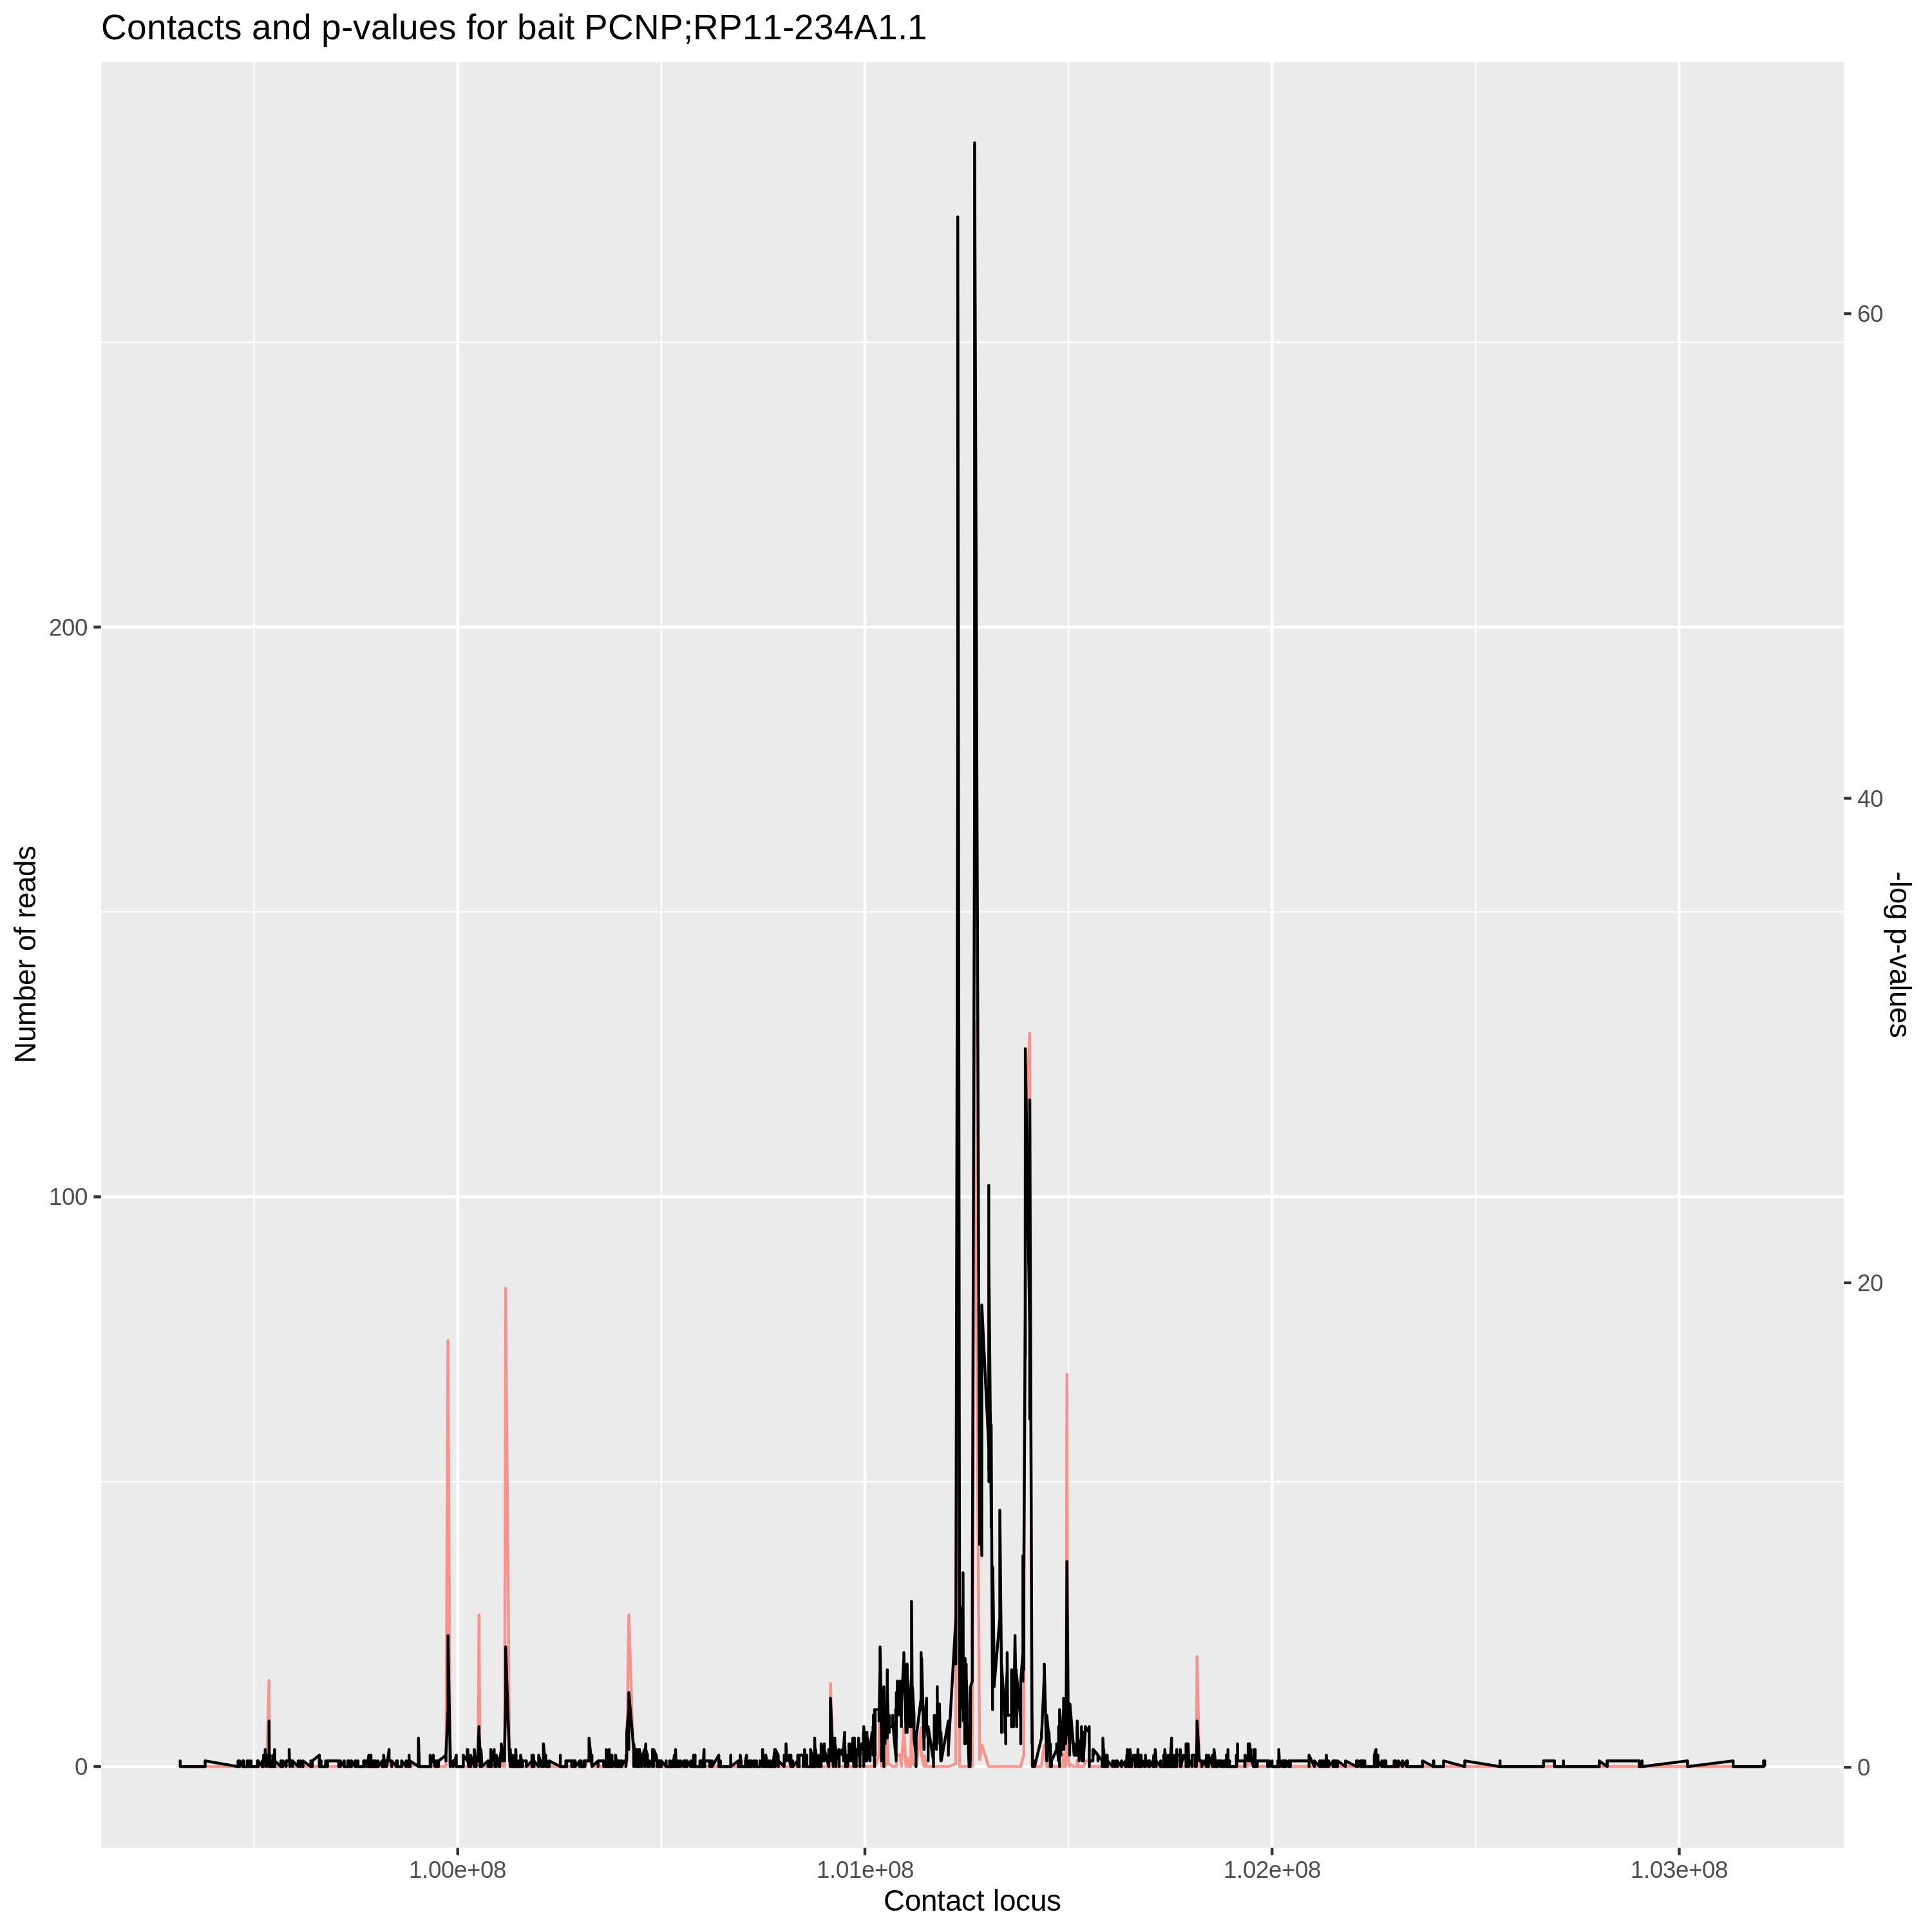 Contacts and p-values for bait PCNP;RP11-234A1.1
Number of reads
200
100
0
60
40
20
0
-log p-values
1.00e+08 1.01e+08 1.02e+08 1.03e+08
Contact locus